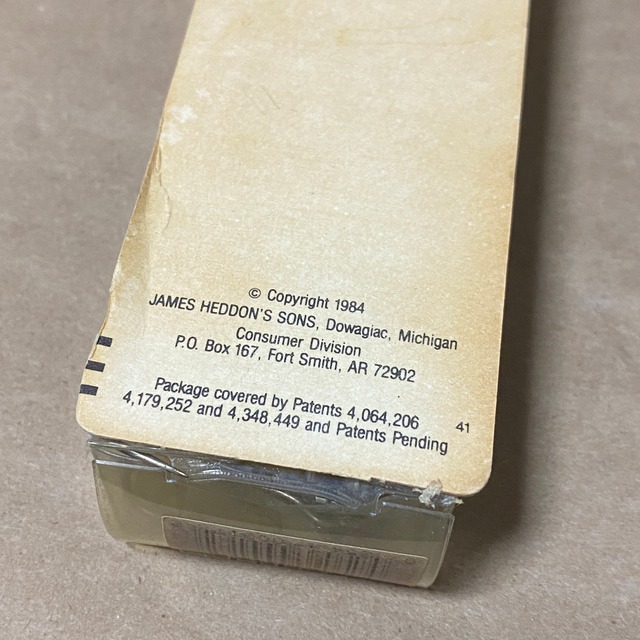 © Copyright 1984
JAMES HEDDON'S SONS, Dowagiac, Michigan
Consumer Division
P.O. Box 167, Fort Smith, AR 72902
Package covered by Patents 4,064,206
4,179,252 and 4,348,449 and Patents Pending
41